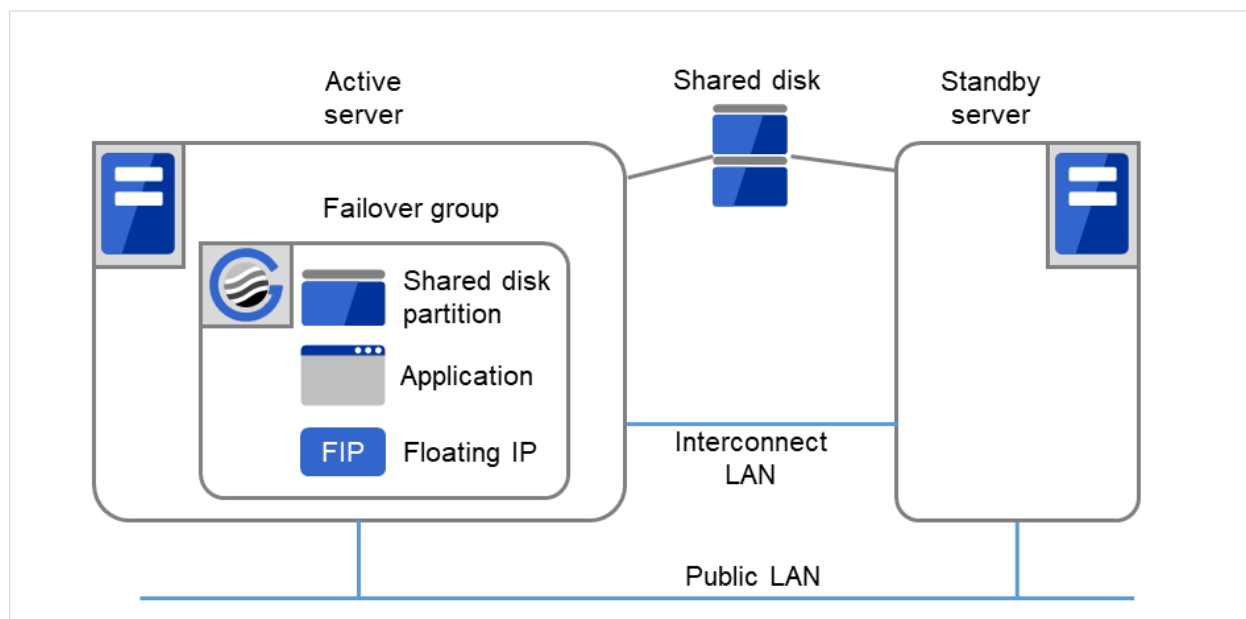 Active
server
Shared disk
Standby
server
Failover group
Shared disk
partition
Application
FIP
Floating IP
Interconnect
LAN
Public LAN